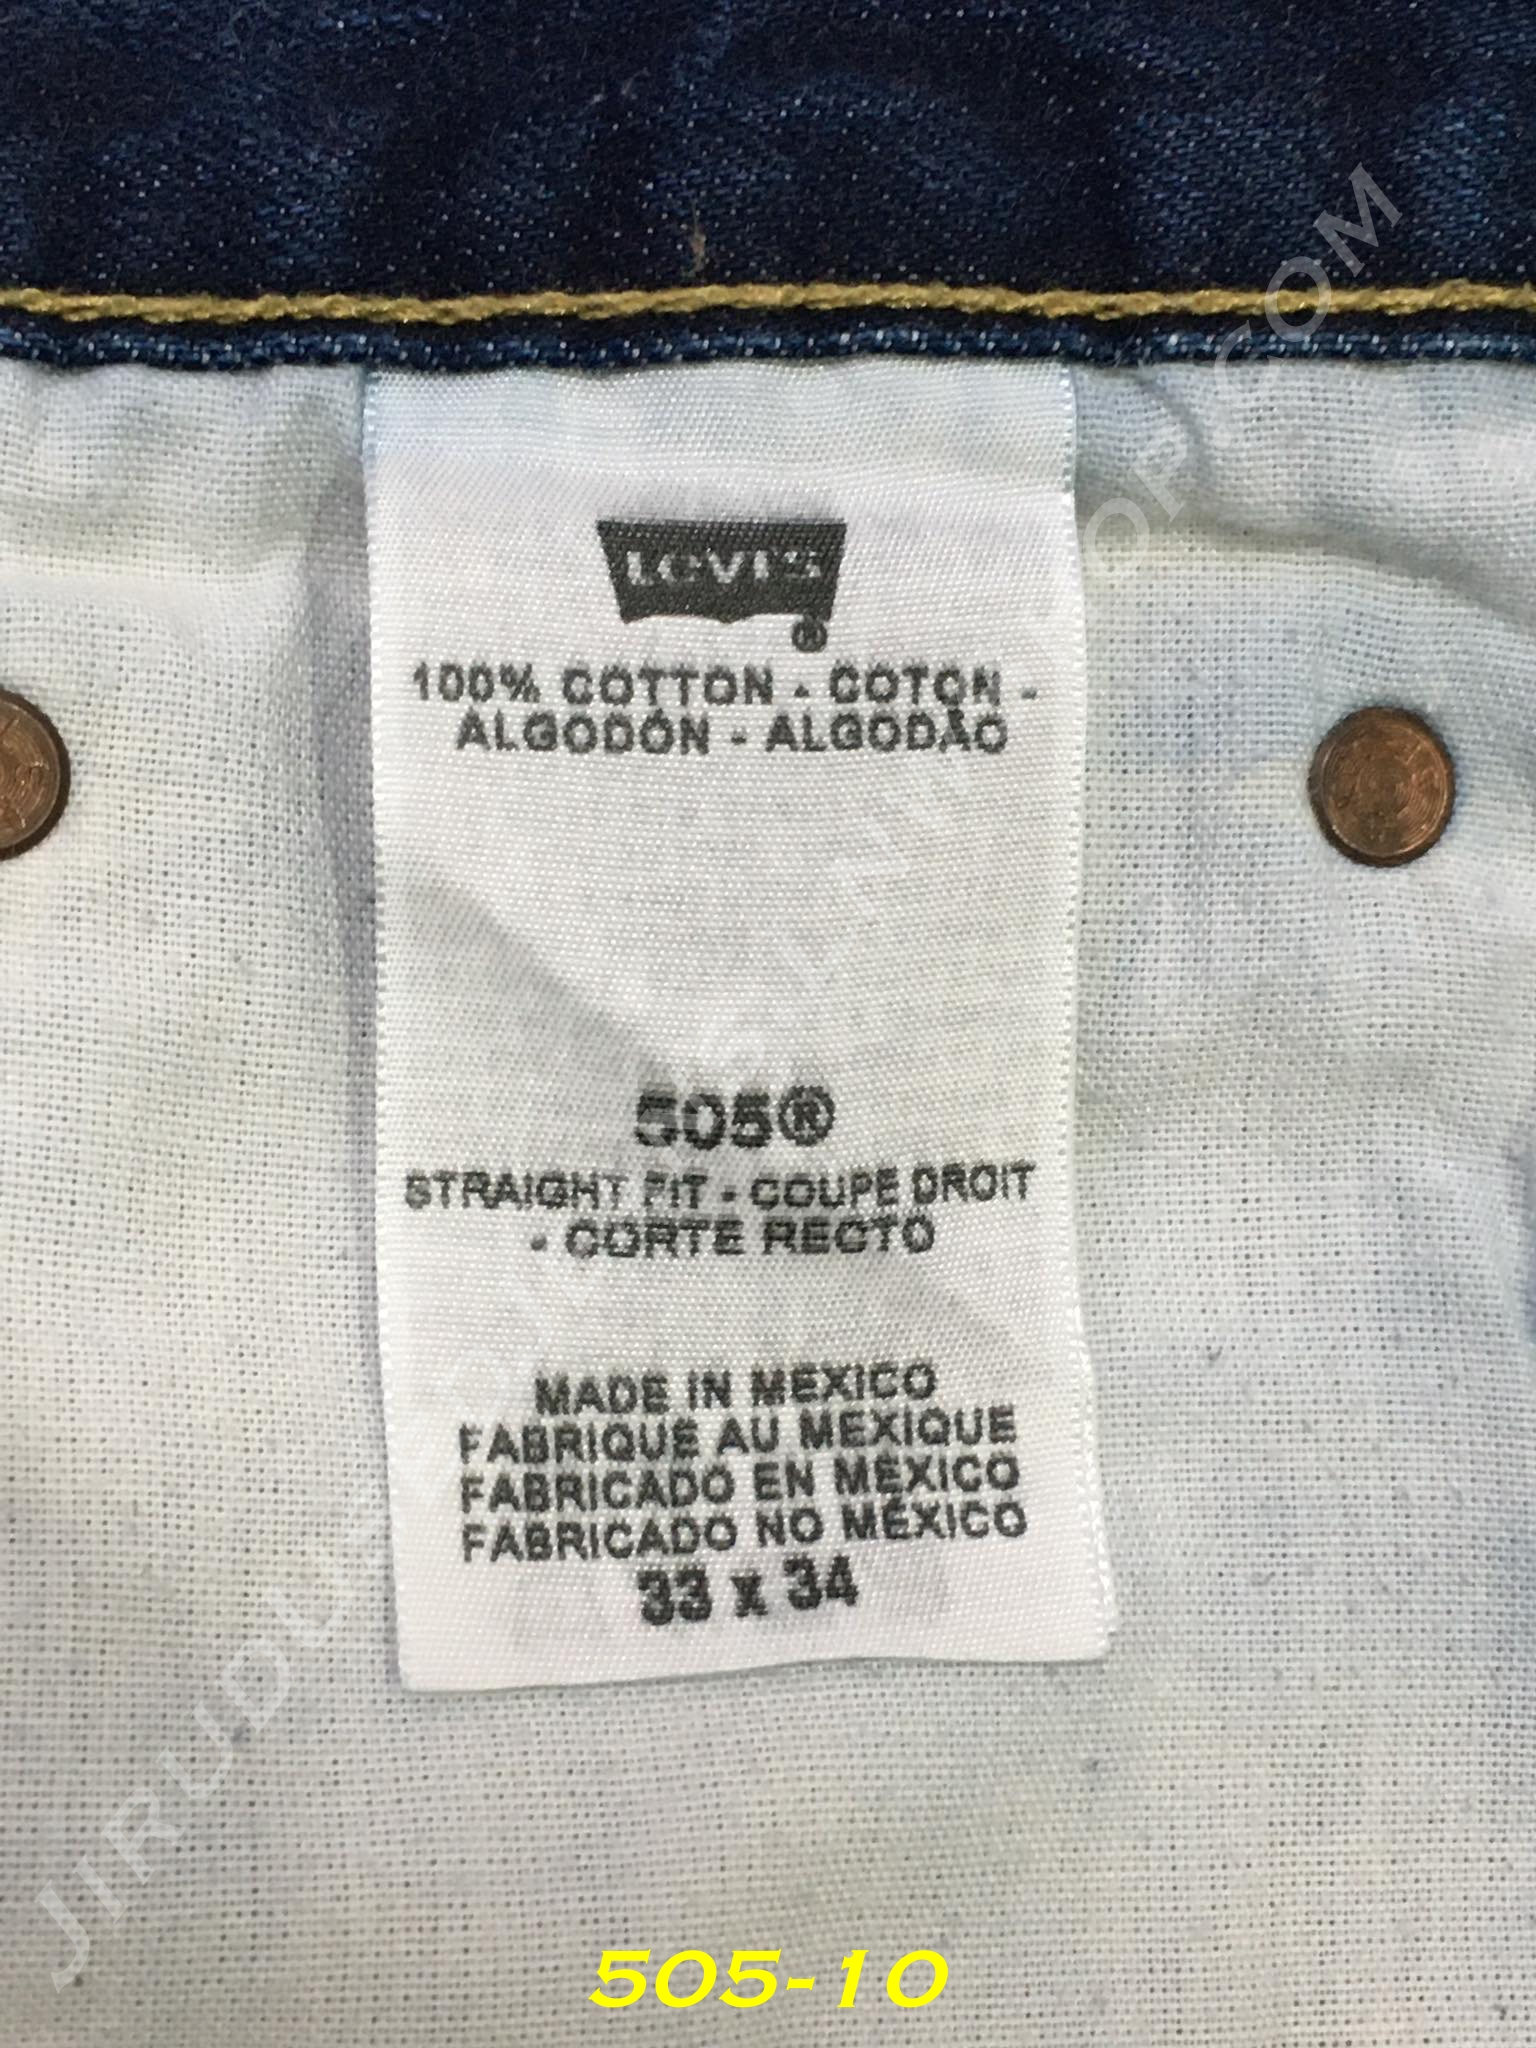 Levi's
®
100% COTTON - COTON -
ALGODÓN - ALGODÃO
505®
STRAIGHT FIT - COUPE DROIT
- CORTE RECTO
MADE IN MEXICO
FABRIQUE AU MEXIQUE
FABRICADO EN MEXICO
FABRICADO NO MÉXICO
33 x 34
505-10